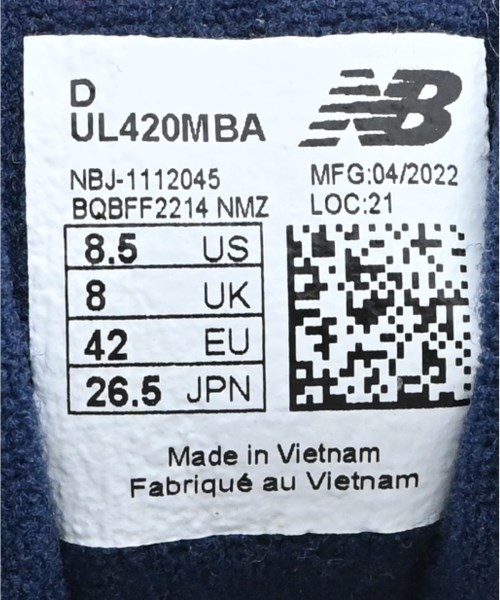 D
UL420MBA
NB
NBJ-1112045
MFG:04/2022
BQBFF2214 NMZ
LOC:21
8.5 US
8 UK
42 EU
26.5 JPN
Made in Vietnam
Fabriqué au Vietnam